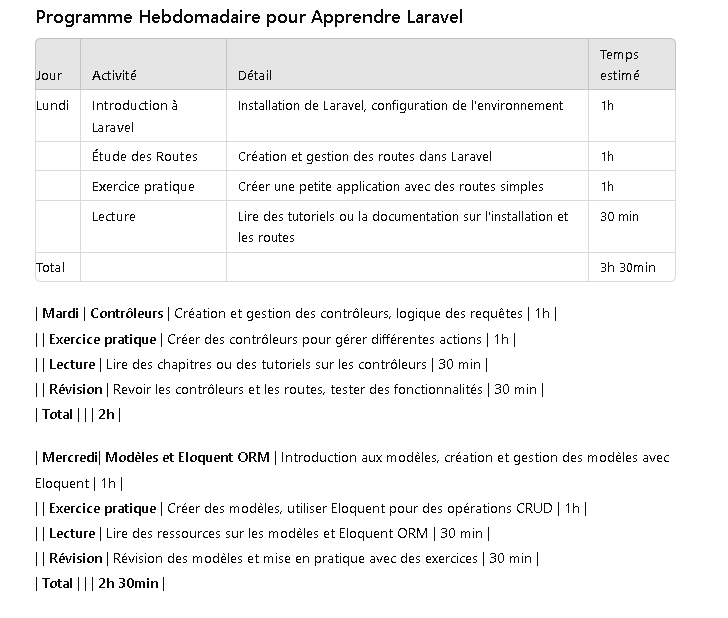 Programme Hebdomadaire pour Apprendre Laravel
Jour Activité Détail Temps estimé
Lundi Introduction à Laravel Installation de Laravel, configuration de l'environnement 1h
Étude des Routes Création et gestion des routes dans Laravel 1h
Exercice pratique Créer une petite application avec des routes simples 1h
Lecture Lire des tutoriels ou la documentation sur l'installation et les routes 30 min
Total 3h 30min
| Mardi | Contrôleurs | Création et gestion des contrôleurs, logique des requêtes | 1h |
| | Exercice pratique | Créer des contrôleurs pour gérer différentes actions | 1h |
| | Lecture | Lire des chapitres ou des tutoriels sur les contrôleurs | 30 min |
| | Révision | Revoir les contrôleurs et les routes, tester des fonctionnalités | 30 min |
| Total | | | 2h |
| Mercredi| Modèles et Eloquent ORM | Introduction aux modèles, création et gestion des modèles avec
Eloquent | 1h |
| | Exercice pratique | Créer des modèles, utiliser Eloquent pour des opérations CRUD | 1h |
| | Lecture | Lire des ressources sur les modèles et Eloquent ORM | 30 min |
| | Révision | Révision des modèles et mise en pratique avec des exercices | 30 min |
| Total | | | 2h 30min |